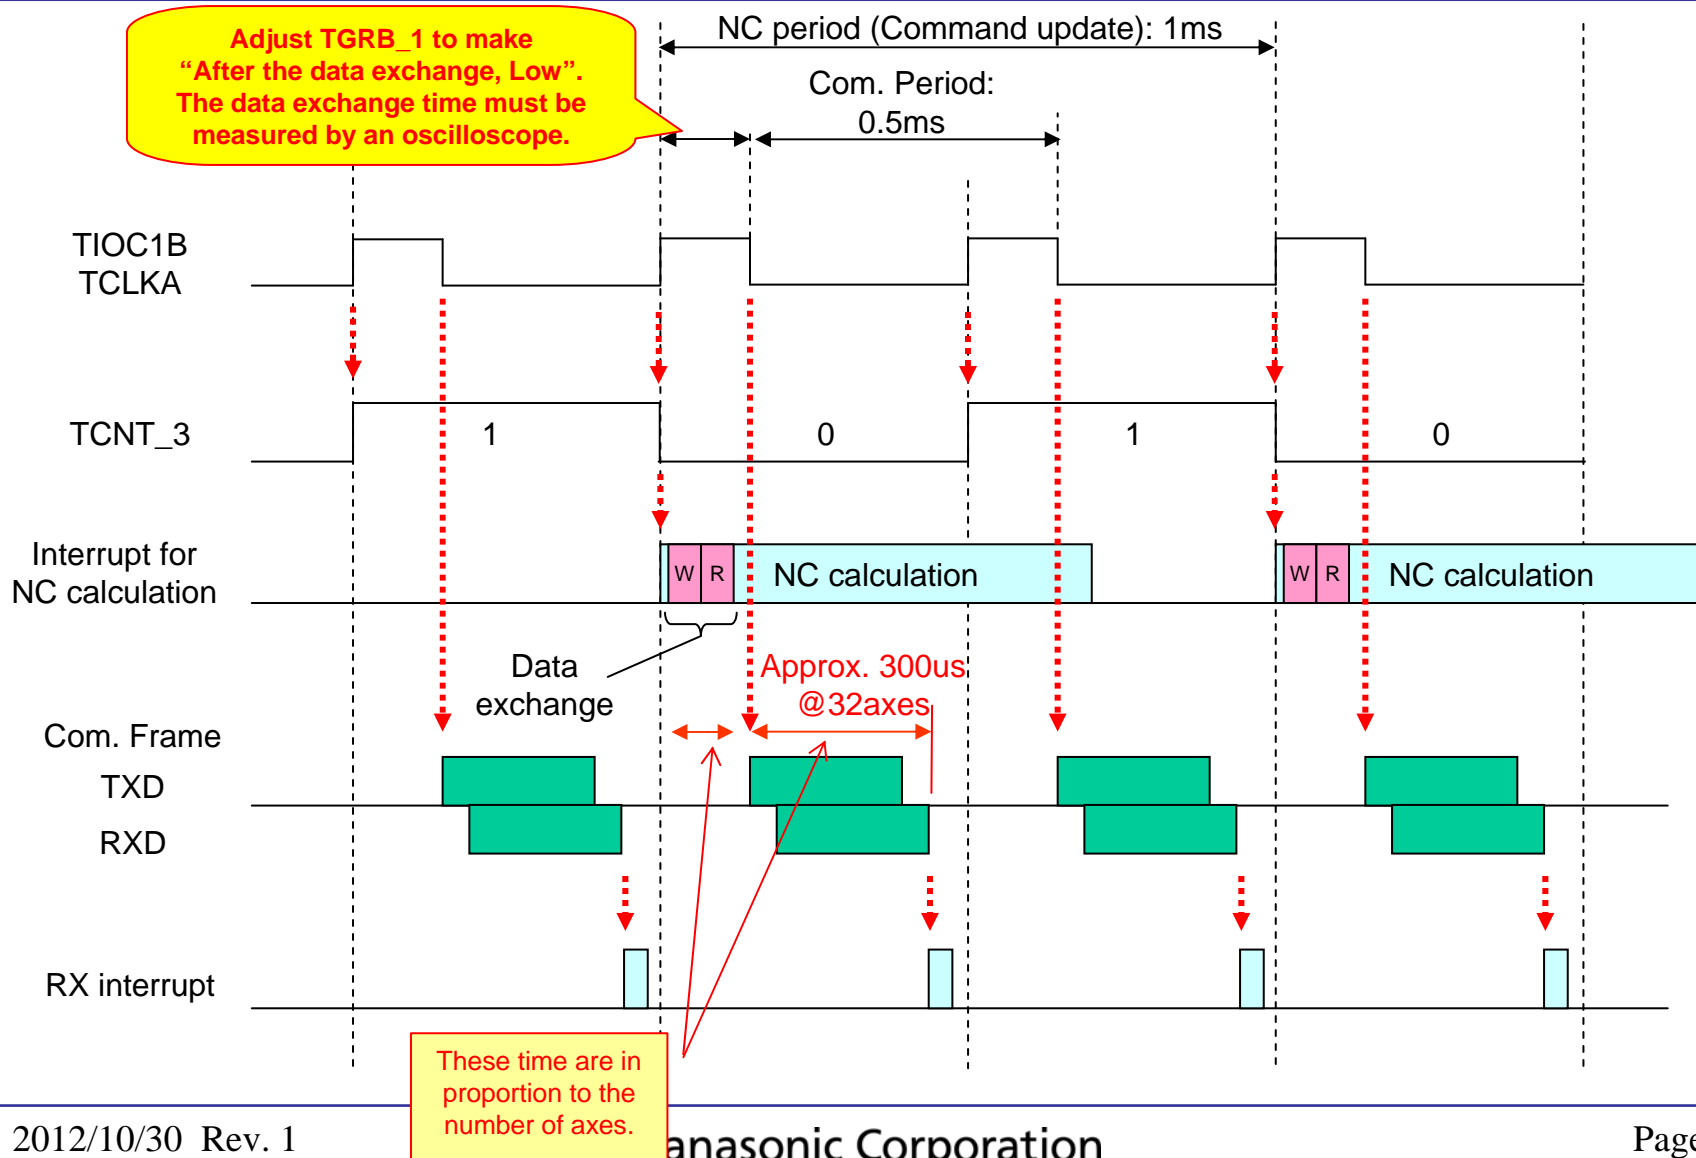 Adjust TGRB_1 to make
“After the data exchange, Low”.
The data exchange time must be
measured by an oscilloscope.
NC period (Command update): 1ms
Com. Period:
0.5ms
TIOC1B
TCLKA
TCNT_3
1
0
1
0
Interrupt for
NC calculation
W
R
NC calculation
W
R
NC calculation
Data
exchange
Approx. 300us
@32axes
Com. Frame
TXD
RXD
RX interrupt
These time are in
proportion to the
number of axes.
2012/10/30 Rev. 1
anasonic Corporation
Page